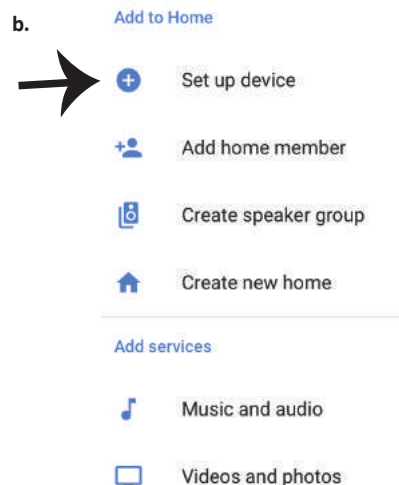 b.
Add to Home
Set up device
Add home member
Create speaker group
Create new home
Add services
Music and audio
Videos and photos